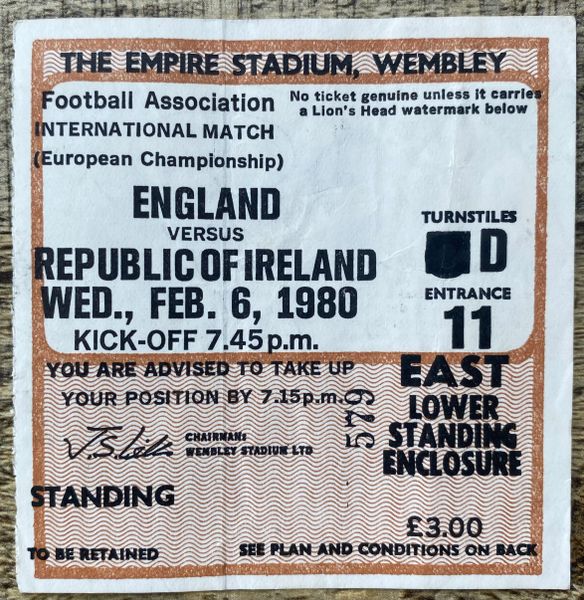 THE EMPIRE STADIUM, WEMBLEY
Football Association
INTERNATIONAL MATCH
(European Championship)
No ticket genuine unless it carries
a Lion's Head watermark below
ENGLAND
VERSUS
REPUBLIC OF IRELAND
WED., FEB. 6, 1980
KICK-OFF 7.45p.m.
TURNSTILES
D
ENTRANCE
11
EAST
LOWER
STANDING
ENCLOSURE
YOU ARE ADVISED TO TAKE UP
YOUR POSITION BY 7.15p.m.
579
CHAIRMAN:
WEMBLEY STADIUM LTD
STANDING
£3.00
TO BE RETAINED
SEE PLAN AND CONDITIONS ON BACK